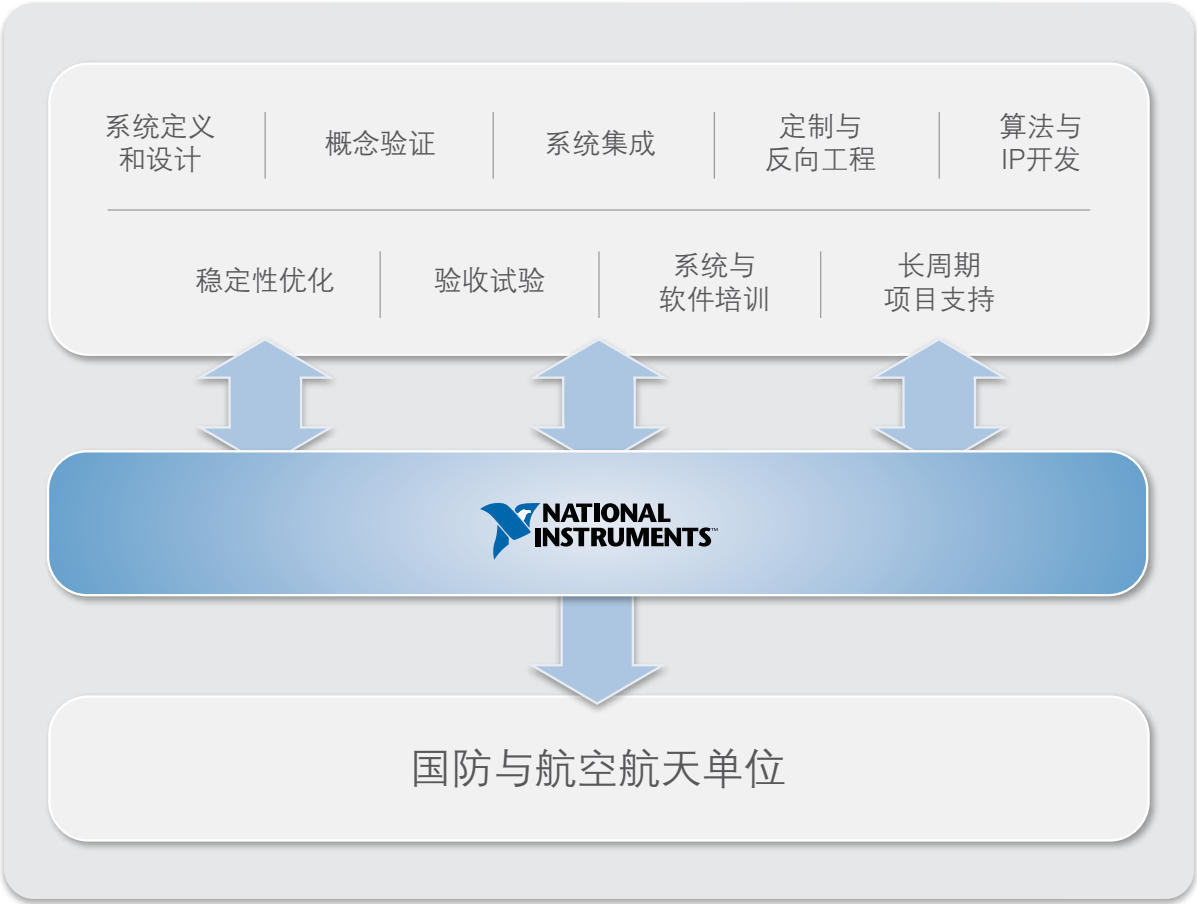 系统定义
和设计
概念验证
系统集成
定制与
反向工程
算法与
IP开发
稳定性优化
验收试验
系统与
软件培训
长周期
项目支持
NATIONAL
INSTRUMENTS™
国防与航空航天单位